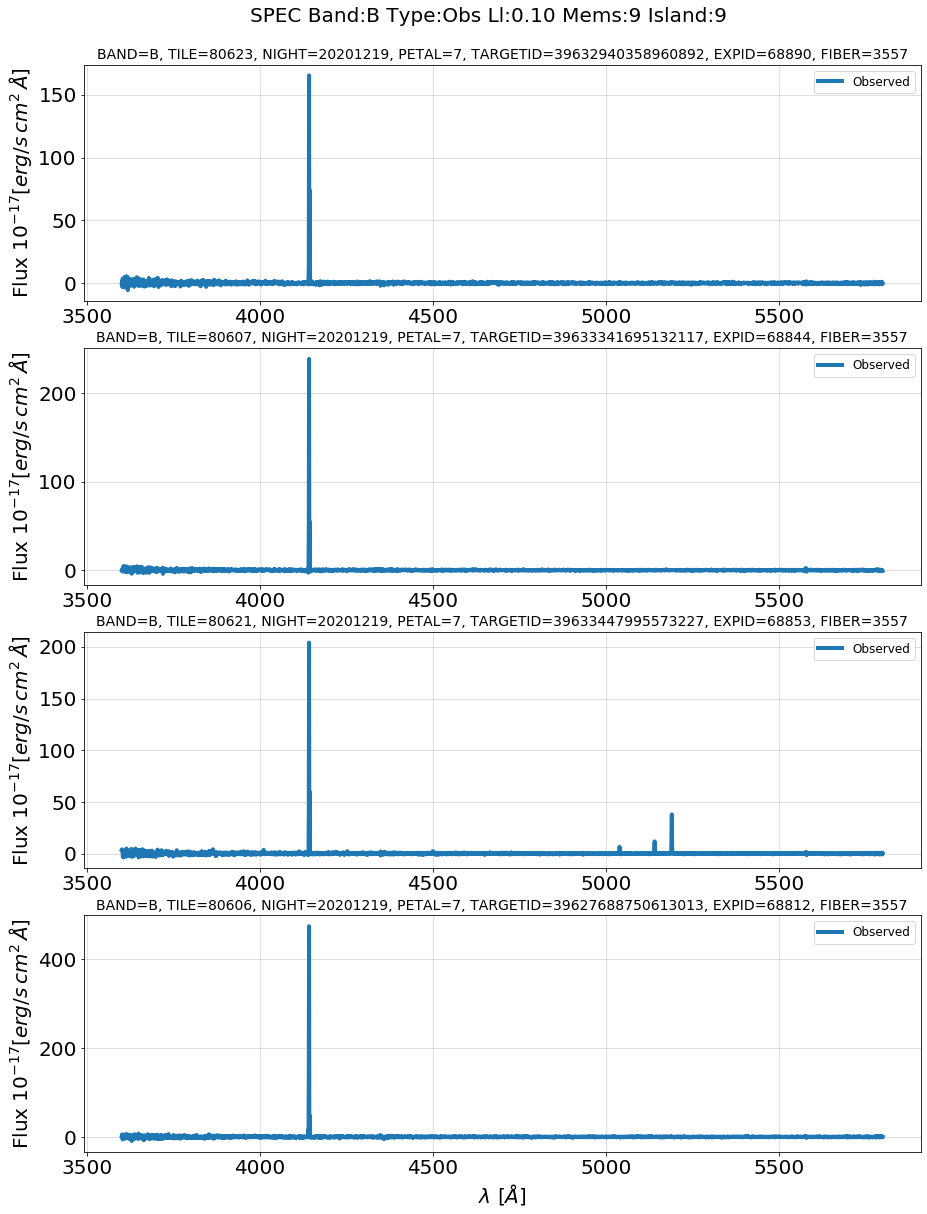 SPEC Band:B Type:Obs Ll:0.10 Mems:9 Island:9
BAND=B, TILE=80623, NIGHT=20201219, PETAL=7, TARGETID=39632940358960892, EXPID=68890, FIBER=3557
Observed
Flux 10^{-17}[erg/s cm^2 Å]
150
100
50
0
3500 4000 4500 5000 5500
BAND=B, TILE=80607, NIGHT=20201219, PETAL=7, TARGETID=39633341695132117, EXPID=68844, FIBER=3557
Observed
Flux 10^{-17}[erg/s cm^2 Å]
200
100
0
3500 4000 4500 5000 5500
BAND=B, TILE=80621, NIGHT=20201219, PETAL=7, TARGETID=39633447995573227, EXPID=68853, FIBER=3557
Observed
Flux 10^{-17}[erg/s cm^2 Å]
200
150
100
50
0
3500 4000 4500 5000 5500
BAND=B, TILE=80606, NIGHT=20201219, PETAL=7, TARGETID=39627688750613013, EXPID=68812, FIBER=3557
Observed
Flux 10^{-17}[erg/s cm^2 Å]
400
200
0
3500 4000 4500 5000 5500
λ [Å]